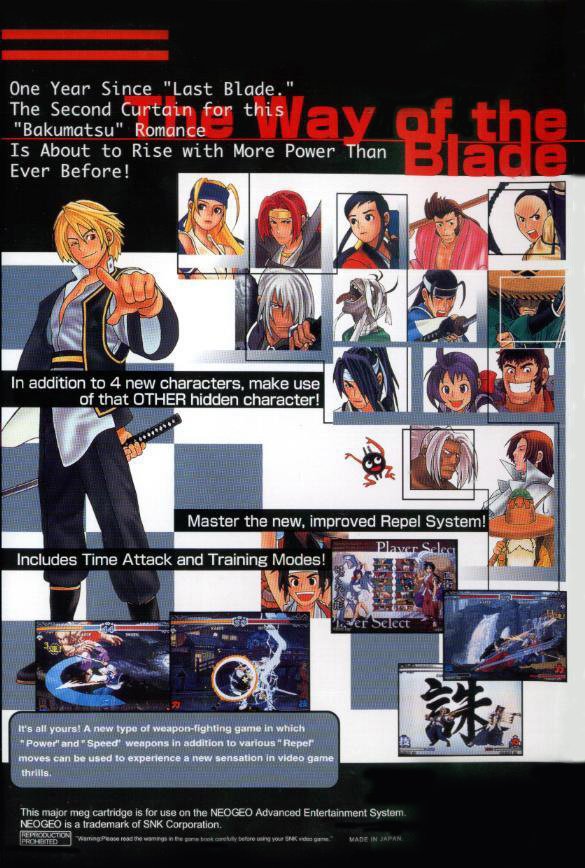 One Year Since "Last Blade."
The Second Curtain for this
"Bakumatsu" Romance
Is About to Rise with More Power Than
Ever Before!
The Way of the
Blade
In addition to 4 new characters, make use
of that OTHER hidden character!
Master the new, improved Repel System!
Includes Time Attack and Training Modes!
Player Select
Player Select
誅
It's all yours! A new type of weapon-fighting game in which
"Power" and "Speed" weapons in addition to various "Repel"
moves can be used to experience a new sensation in video game
thrills.
This major meg cartridge is for use on the NEOGEO Advanced Entertainment System.
NEOGEO is a trademark of SNK Corporation.
REPRODUCTION
PROHIBITED
"Warning:Please read the warnings in the game book carefully before using your SNK video game."
MADE IN JAPAN.